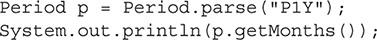 Period p = Period.parse("P1Y");
System.out.println(p.getMonths());